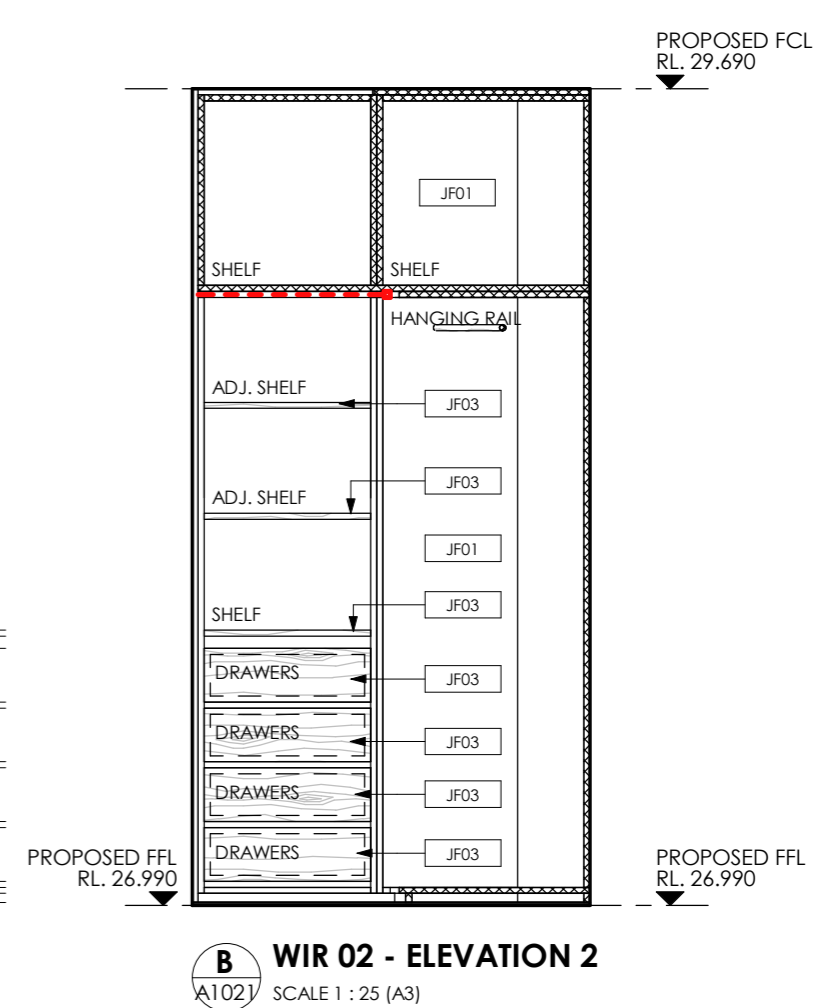 PROPOSED FCL
RL. 29.690
JF01
SHELF
SHELF
HANGING RAIL
ADJ. SHELF
JF03
JF03
ADJ. SHELF
JF01
JF03
SHELF
DRAWERS
JF03
DRAWERS
JF03
DRAWERS
JF03
DRAWERS
JF03
PROPOSED FFL
RL. 26.990
PROPOSED FFL
RL. 26.990
B
A1021
WIR 02 - ELEVATION 2
SCALE 1 : 25 (A3)